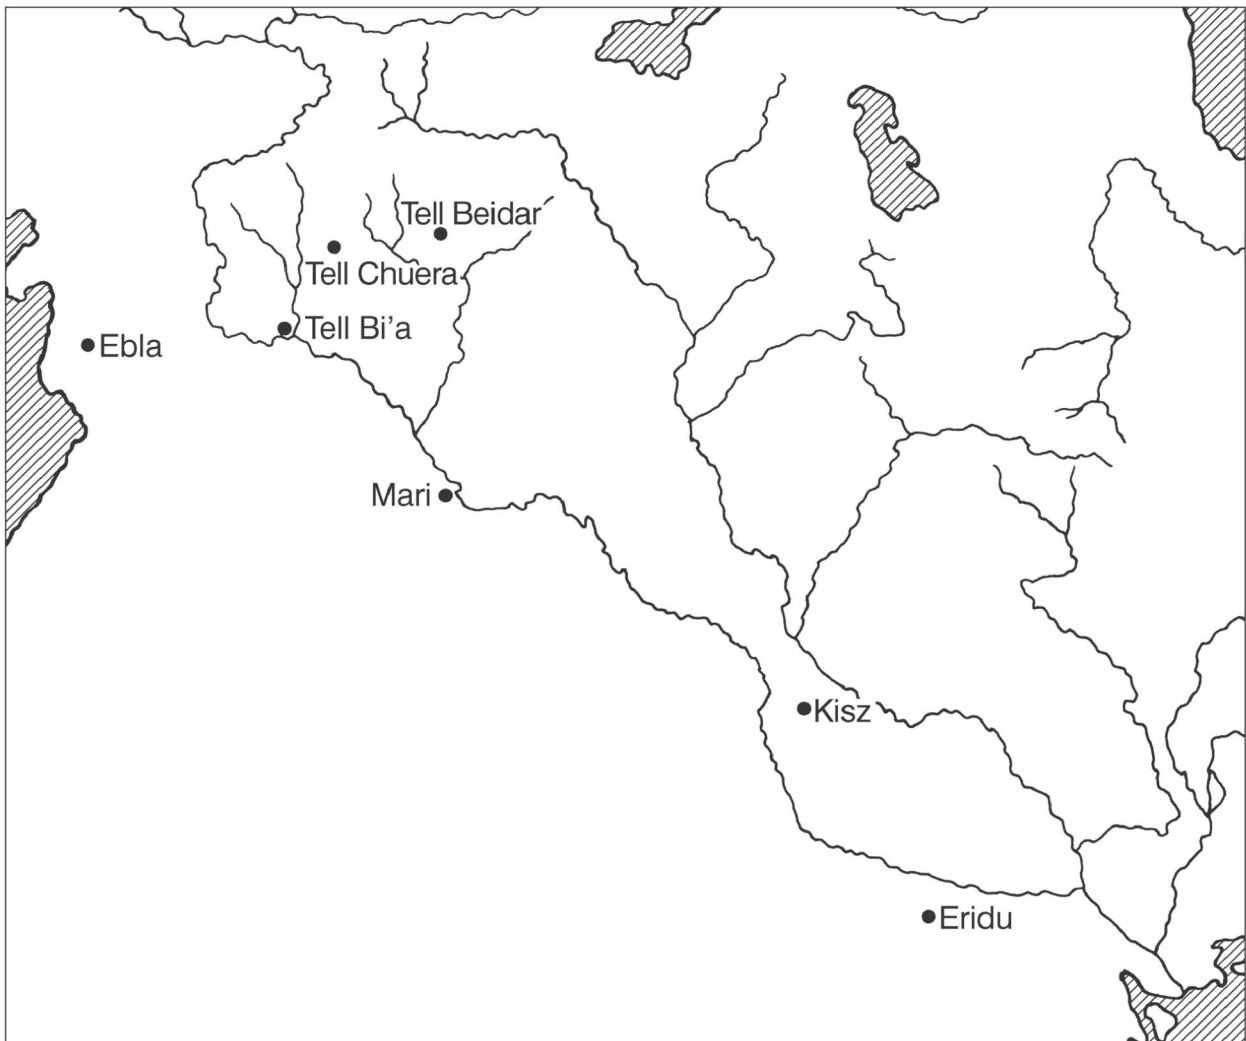 Tell Beidar
Tell Chuera
Tell Bi’a
Ebla
Mari
Kisz
Eridu